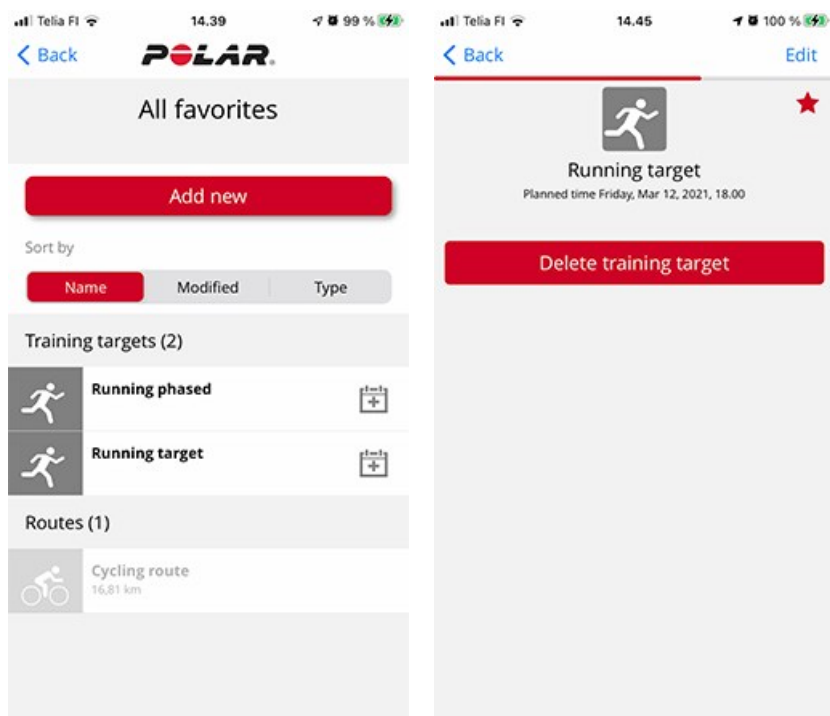 Telia FI 14.39 99 %
Back POLAR.
All favorites
Add new
Sort by
Name Modified Type
Training targets (2)
Running phased
Running target
Routes (1)
Cycling route
16,81 km
Telia FI 14.45 100 %
Back Edit
Running target
Planned time Friday, Mar 12, 2021, 18.00
Delete training target